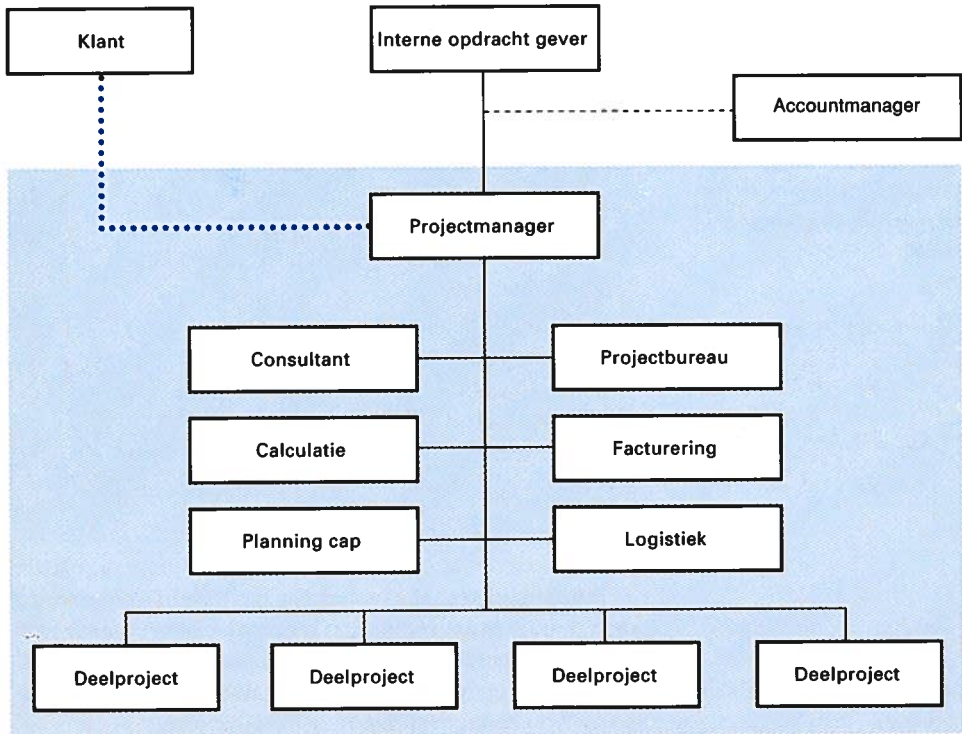 Klant
Interne opdracht gever
Accountmanager
Projectmanager
Consultant
Projectbureau
Calculatie
Facturering
Planning cap
Logistiek
Deelproject
Deelproject
Deelproject
Deelproject